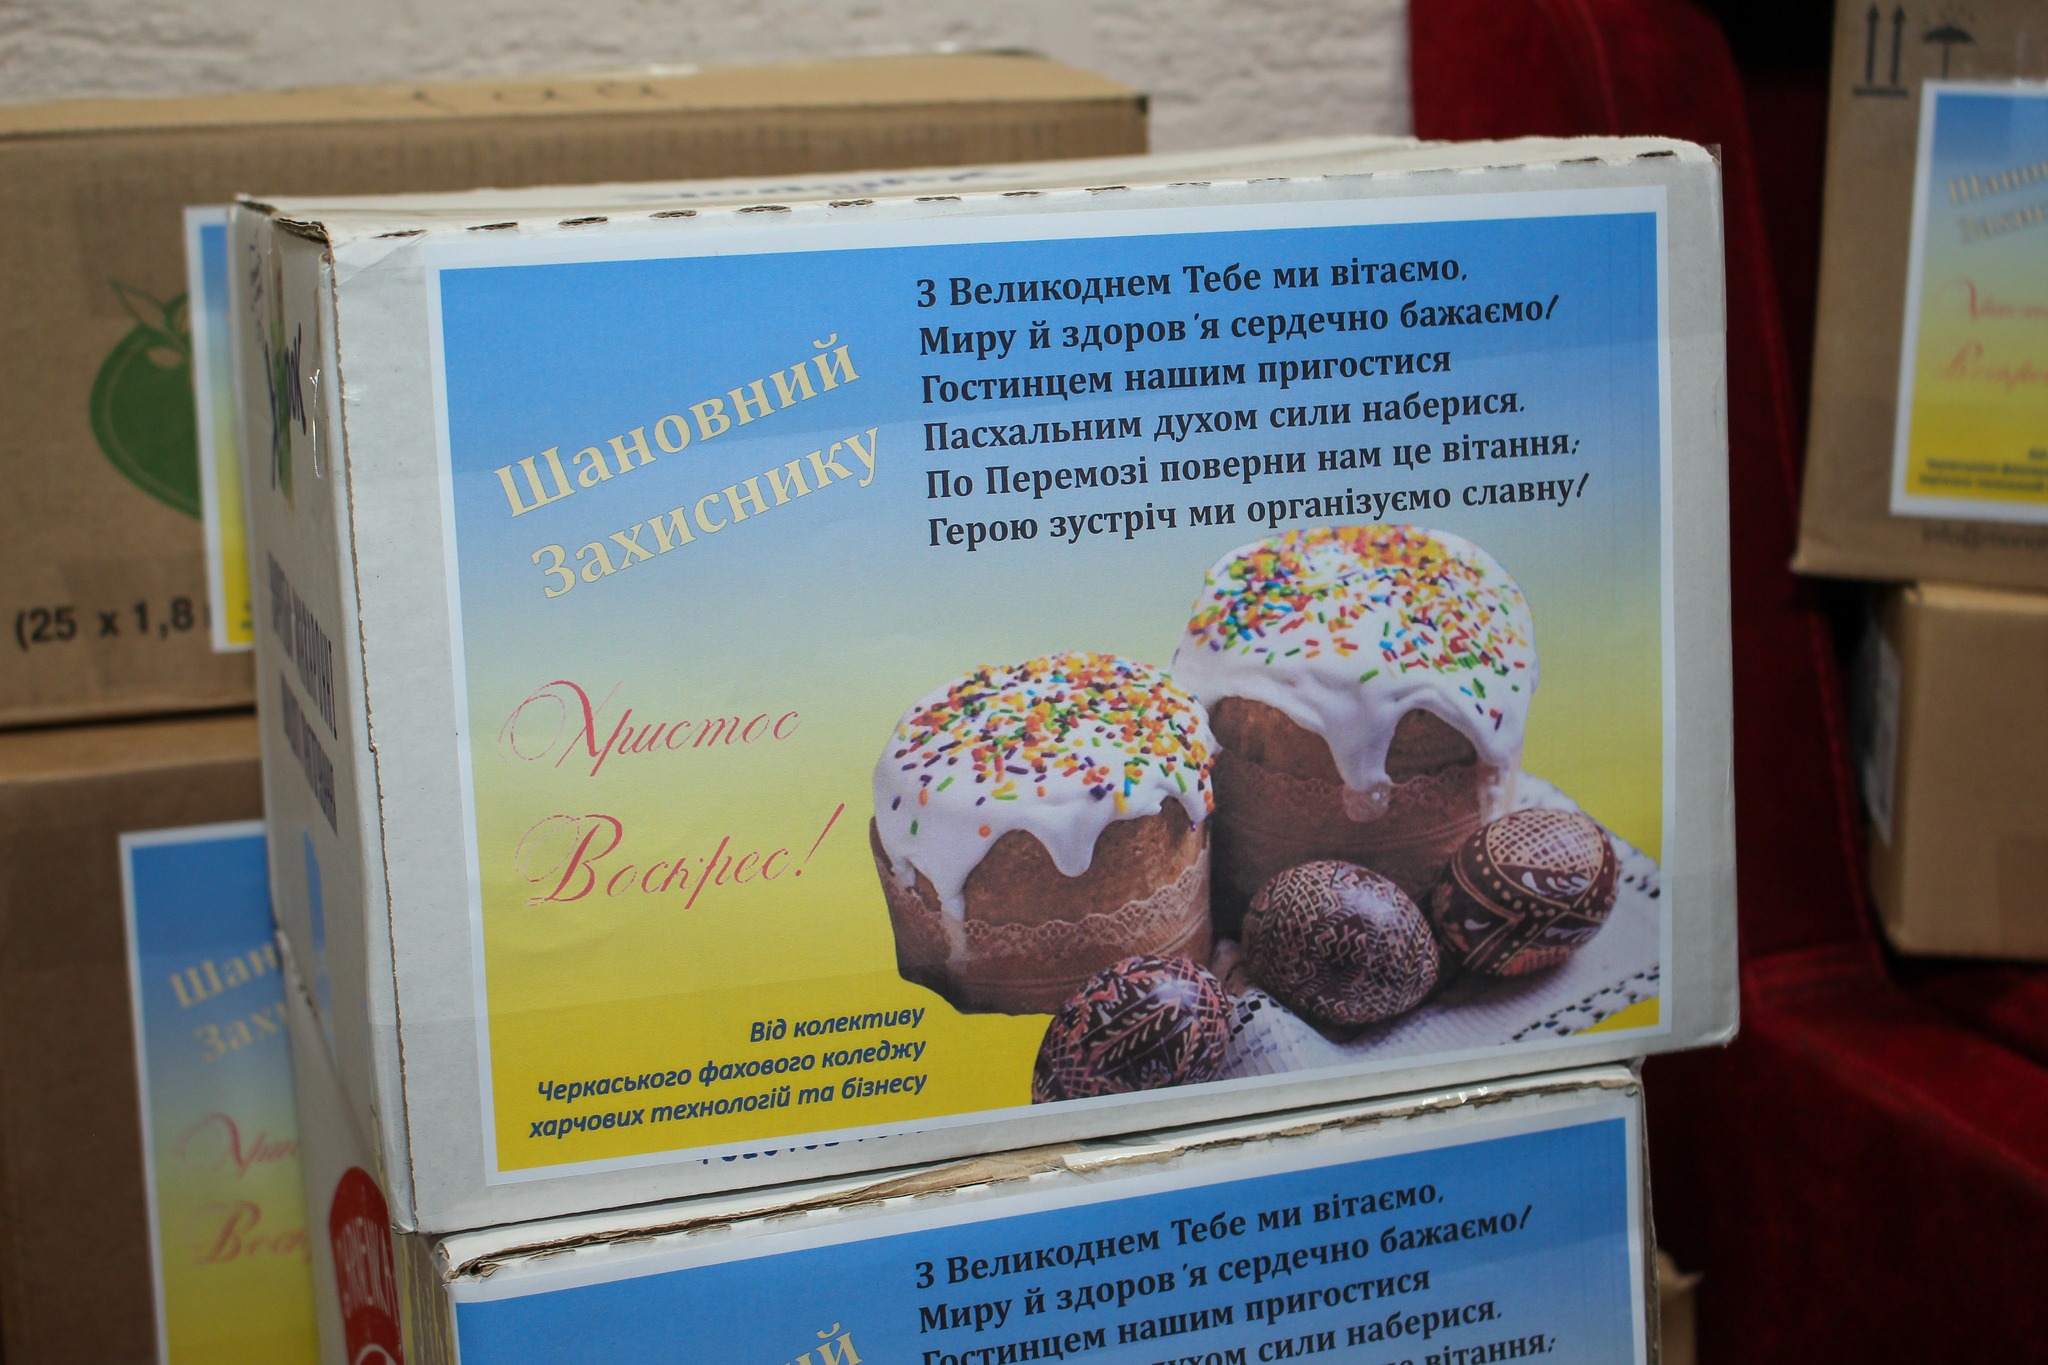 Шановний
Захиснику
З Великоднем Тебе ми вітаємо,
Миру й здоров'я сердечно бажаємо!
Гостинцем нашим пригостися
Пасхальним духом сили наберися.
По Перемозі поверни нам це вітання;
Герою зустріч ми організуємо славну!
Христос
Воскрес!
Від колективу
Черкаського фахового коледжу
харчових технологій та бізнесу
(25 x 1,8
З Великоднем Тебе ми вітаємо,
Миру й здоров'я сердечно бажаємо!
Гостинцем нашим пригостися
духом сили наберися.
вітання;